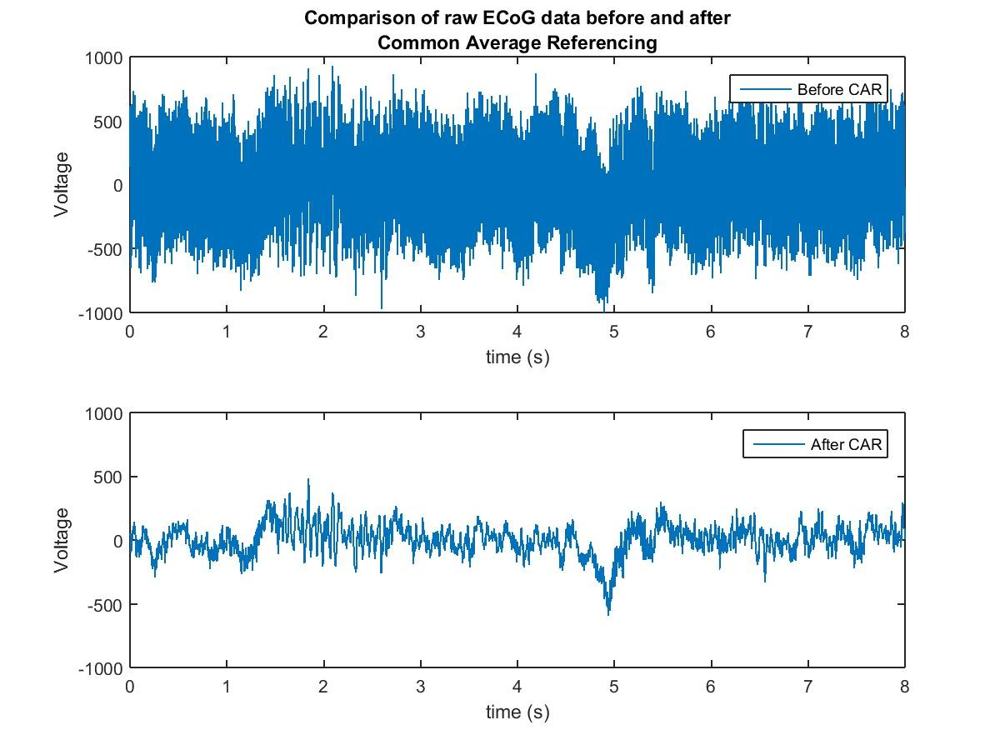 Comparison of raw ECoG data before and after
Common Average Referencing
1000
500
0
-500
-1000
Voltage
Before CAR
0 1 2 3 4 5 6 7 8
time (s)
1000
500
0
-500
-1000
Voltage
After CAR
0 1 2 3 4 5 6 7 8
time (s)